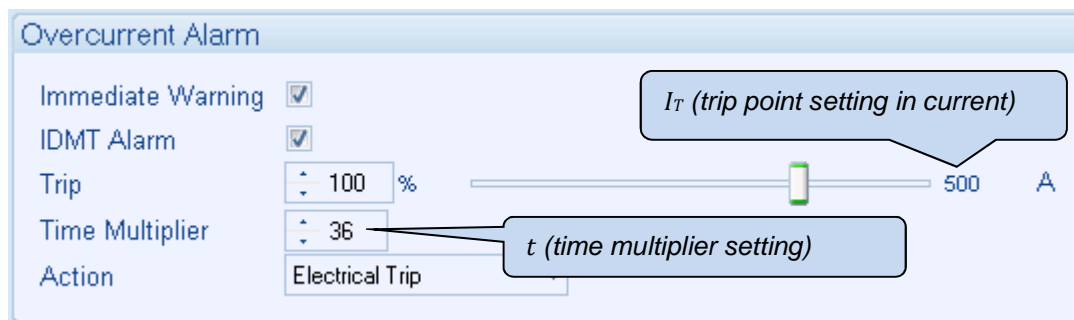 Overcurrent Alarm
Immediate Warning
IT (trip point setting in current)
IDMT Alarm
Trip 100 % 500 A
Time Multiplier 36
t (time multiplier setting)
Action Electrical Trip